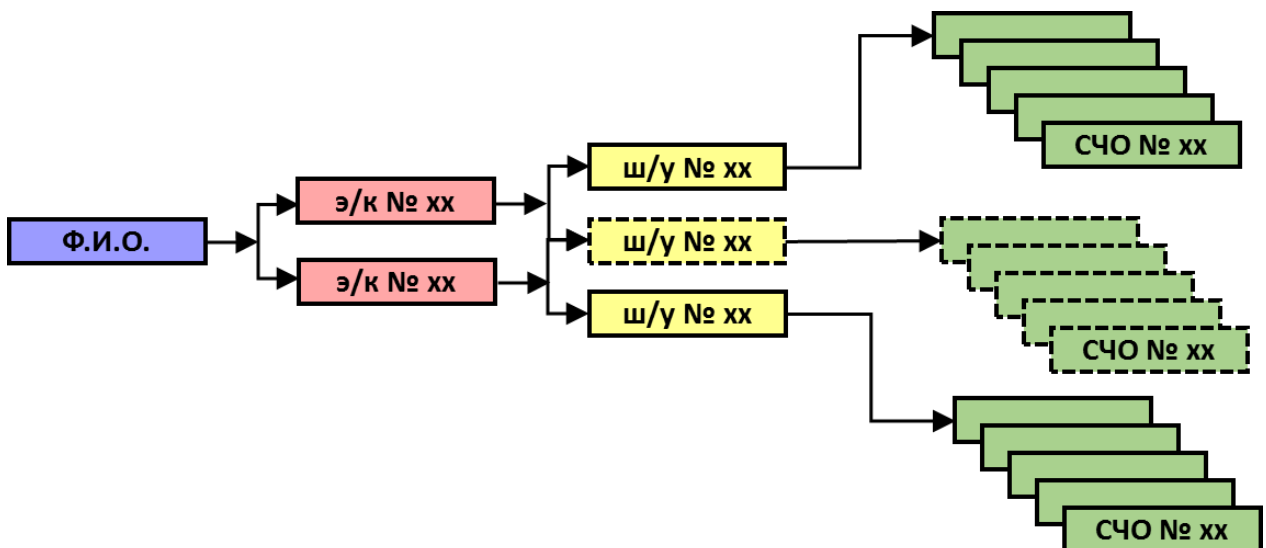 Ф.И.О.
э/к № хх
э/к № хх
ш/у № хх
ш/у № хх
ш/у № хх
СЧО № хх
СЧО № хх
СЧО № хх